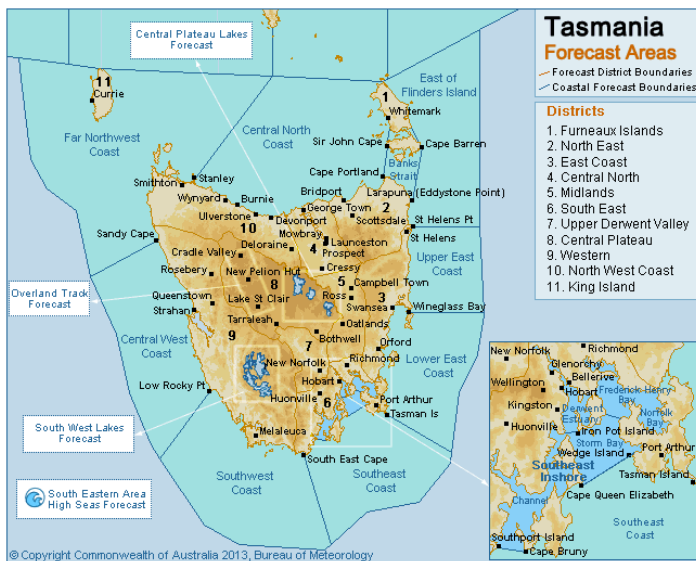 Tasmania
Forecast Areas
Forecast District Boundaries
Coastal Forecast Boundaries
Districts
1. Furneaux Islands
2. North East
3. East Coast
4. Central North
5. Midlands
6. South East
7. Upper Derwent Valley
8. Central Plateau
9. Western
10. North West Coast
11. King Island
Central Plateau Lakes
Forecast
11
Currie
Far Northwest
Coast
Central North
Coast
East of
Flinders Island
1
Whitemark
Sir John Cape
Cape Barren
Banks
Strait
Cape Portland
Stanley
Smithton
Wynyard
Burnie
Ulverstone
Devonport
Bridport
George Town
Larapuna (Eddystone Point)
2
Scottsdale
Mowbray
10
Deloraine
4
Launceston
Prospect
St Helens Pt
St Helens
Sandy Cape
Cradle Valley
Cressy
Upper East
Coast
Rosebery
New Pelion Hut
8
5
Campbell Town
Ross
3
Overland Track
Forecast
Queenstown
Lake St Clair
Swansea
Wineglass Bay
Strahan
Tarraleah
Oatlands
9
7
Bothwell
Orford
Central West
Coast
New Norfolk
Richmond
Lower East
Coast
Hobart
Low Rocky Pt
Huonville
6
Port Arthur
Tasman Is
South West Lakes
Forecast
Melaleuca
South East Cape
Southwest
Coast
Southeast
Coast
South Eastern Area
High Seas Forecast
New Norfolk
Richmond
Glenorchy
Bellerive
Wellington
Hobart
Frederick Henry
Bay
Kingston
Derwent
Estuary
Norfolk
Bay
Huonville
Iron Pot Island
Storm Bay
Wedge Island
Port Arthur
Southeast
Inshore
Tasman Island
Channel
Cape Queen Elizabeth
Southeast
Coast
Southport Island
Cape Bruny
© Copyright Commonwealth of Australia 2013, Bureau of Meteorology